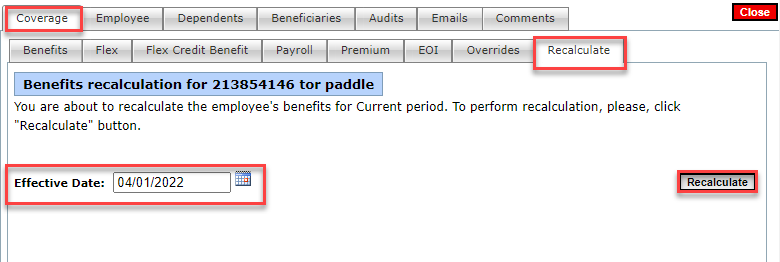 Coverage Employee Dependents Beneficiaries Audits Emails Comments Close
Benefits Flex Flex Credit Benefit Payroll Premium EOI Overrides Recalculate
Benefits recalculation for 213854146 tor paddle
You are about to recalculate the employee's benefits for Current period. To perform recalculation, please, click
"Recalculate" button.
Effective Date: 04/01/2022 Recalculate